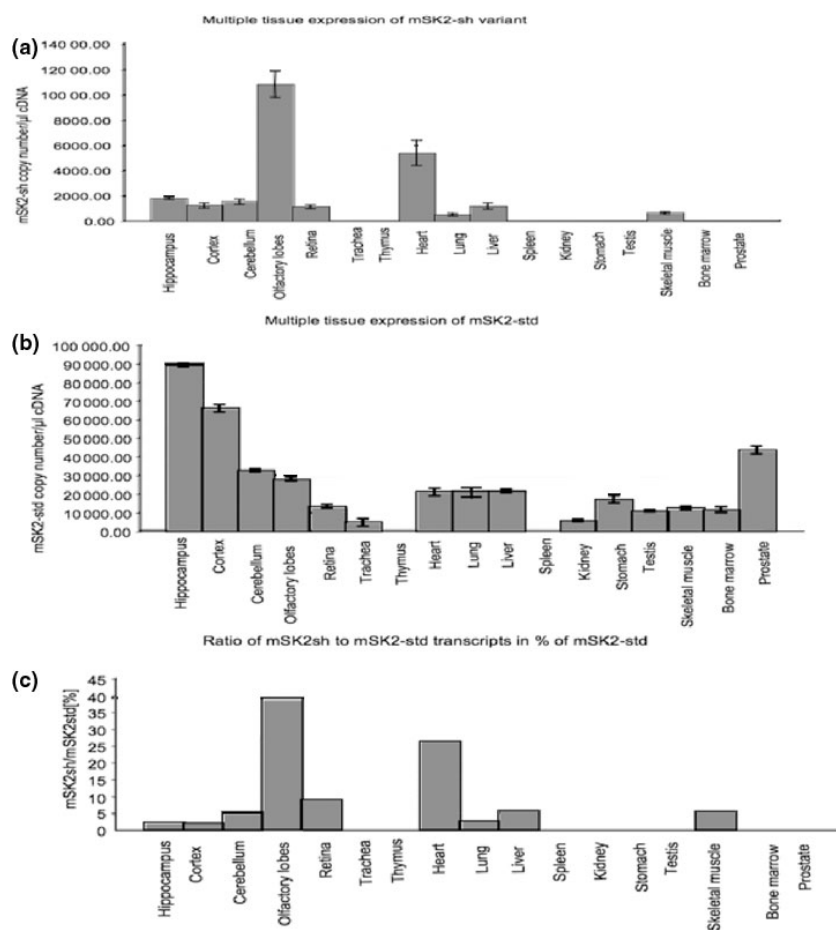 Multiple tissue expression of mSK2-sh variant
(a)
mSK2-sh copy number/µl cDNA
140 00.00
120 00.00
100 00.00
8000.00
6000.00
4000.00
2000.00
0.00
Hippocampus
Cortex
Cerebellum
Olfactory lobes
Retina
Trachea
Thymus
Heart
Lung
Liver
Spleen
Kidney
Stomach
Testis
Skeletal muscle
Bone marrow
Prostate
Multiple tissue expression of mSK2-std
(b)
mSK2-std copy number/µl cDNA
100 000.00
90 000.00
80 000.00
70 000.00
60 000.00
50 000.00
40 000.00
30 000.00
20 000.00
10 000.00
0.00
Hippocampus
Cortex
Cerebellum
Olfactory lobes
Retina
Trachea
Thymus
Heart
Lung
Liver
Spleen
Kidney
Stomach
Testis
Skeletal muscle
Bone marrow
Prostate
Ratio of mSK2sh to mSK2-std transcripts in % of mSK2-std
(c)
mSK2sh/mSK2std[%]
45
40
35
30
25
20
15
10
5
0
Hippocampus
Cortex
Cerebellum
Olfactory lobes
Retina
Trachea
Thymus
Heart
Lung
Liver
Spleen
Kidney
Stomach
Testis
Skeletal muscle
Bone marrow
Prostate